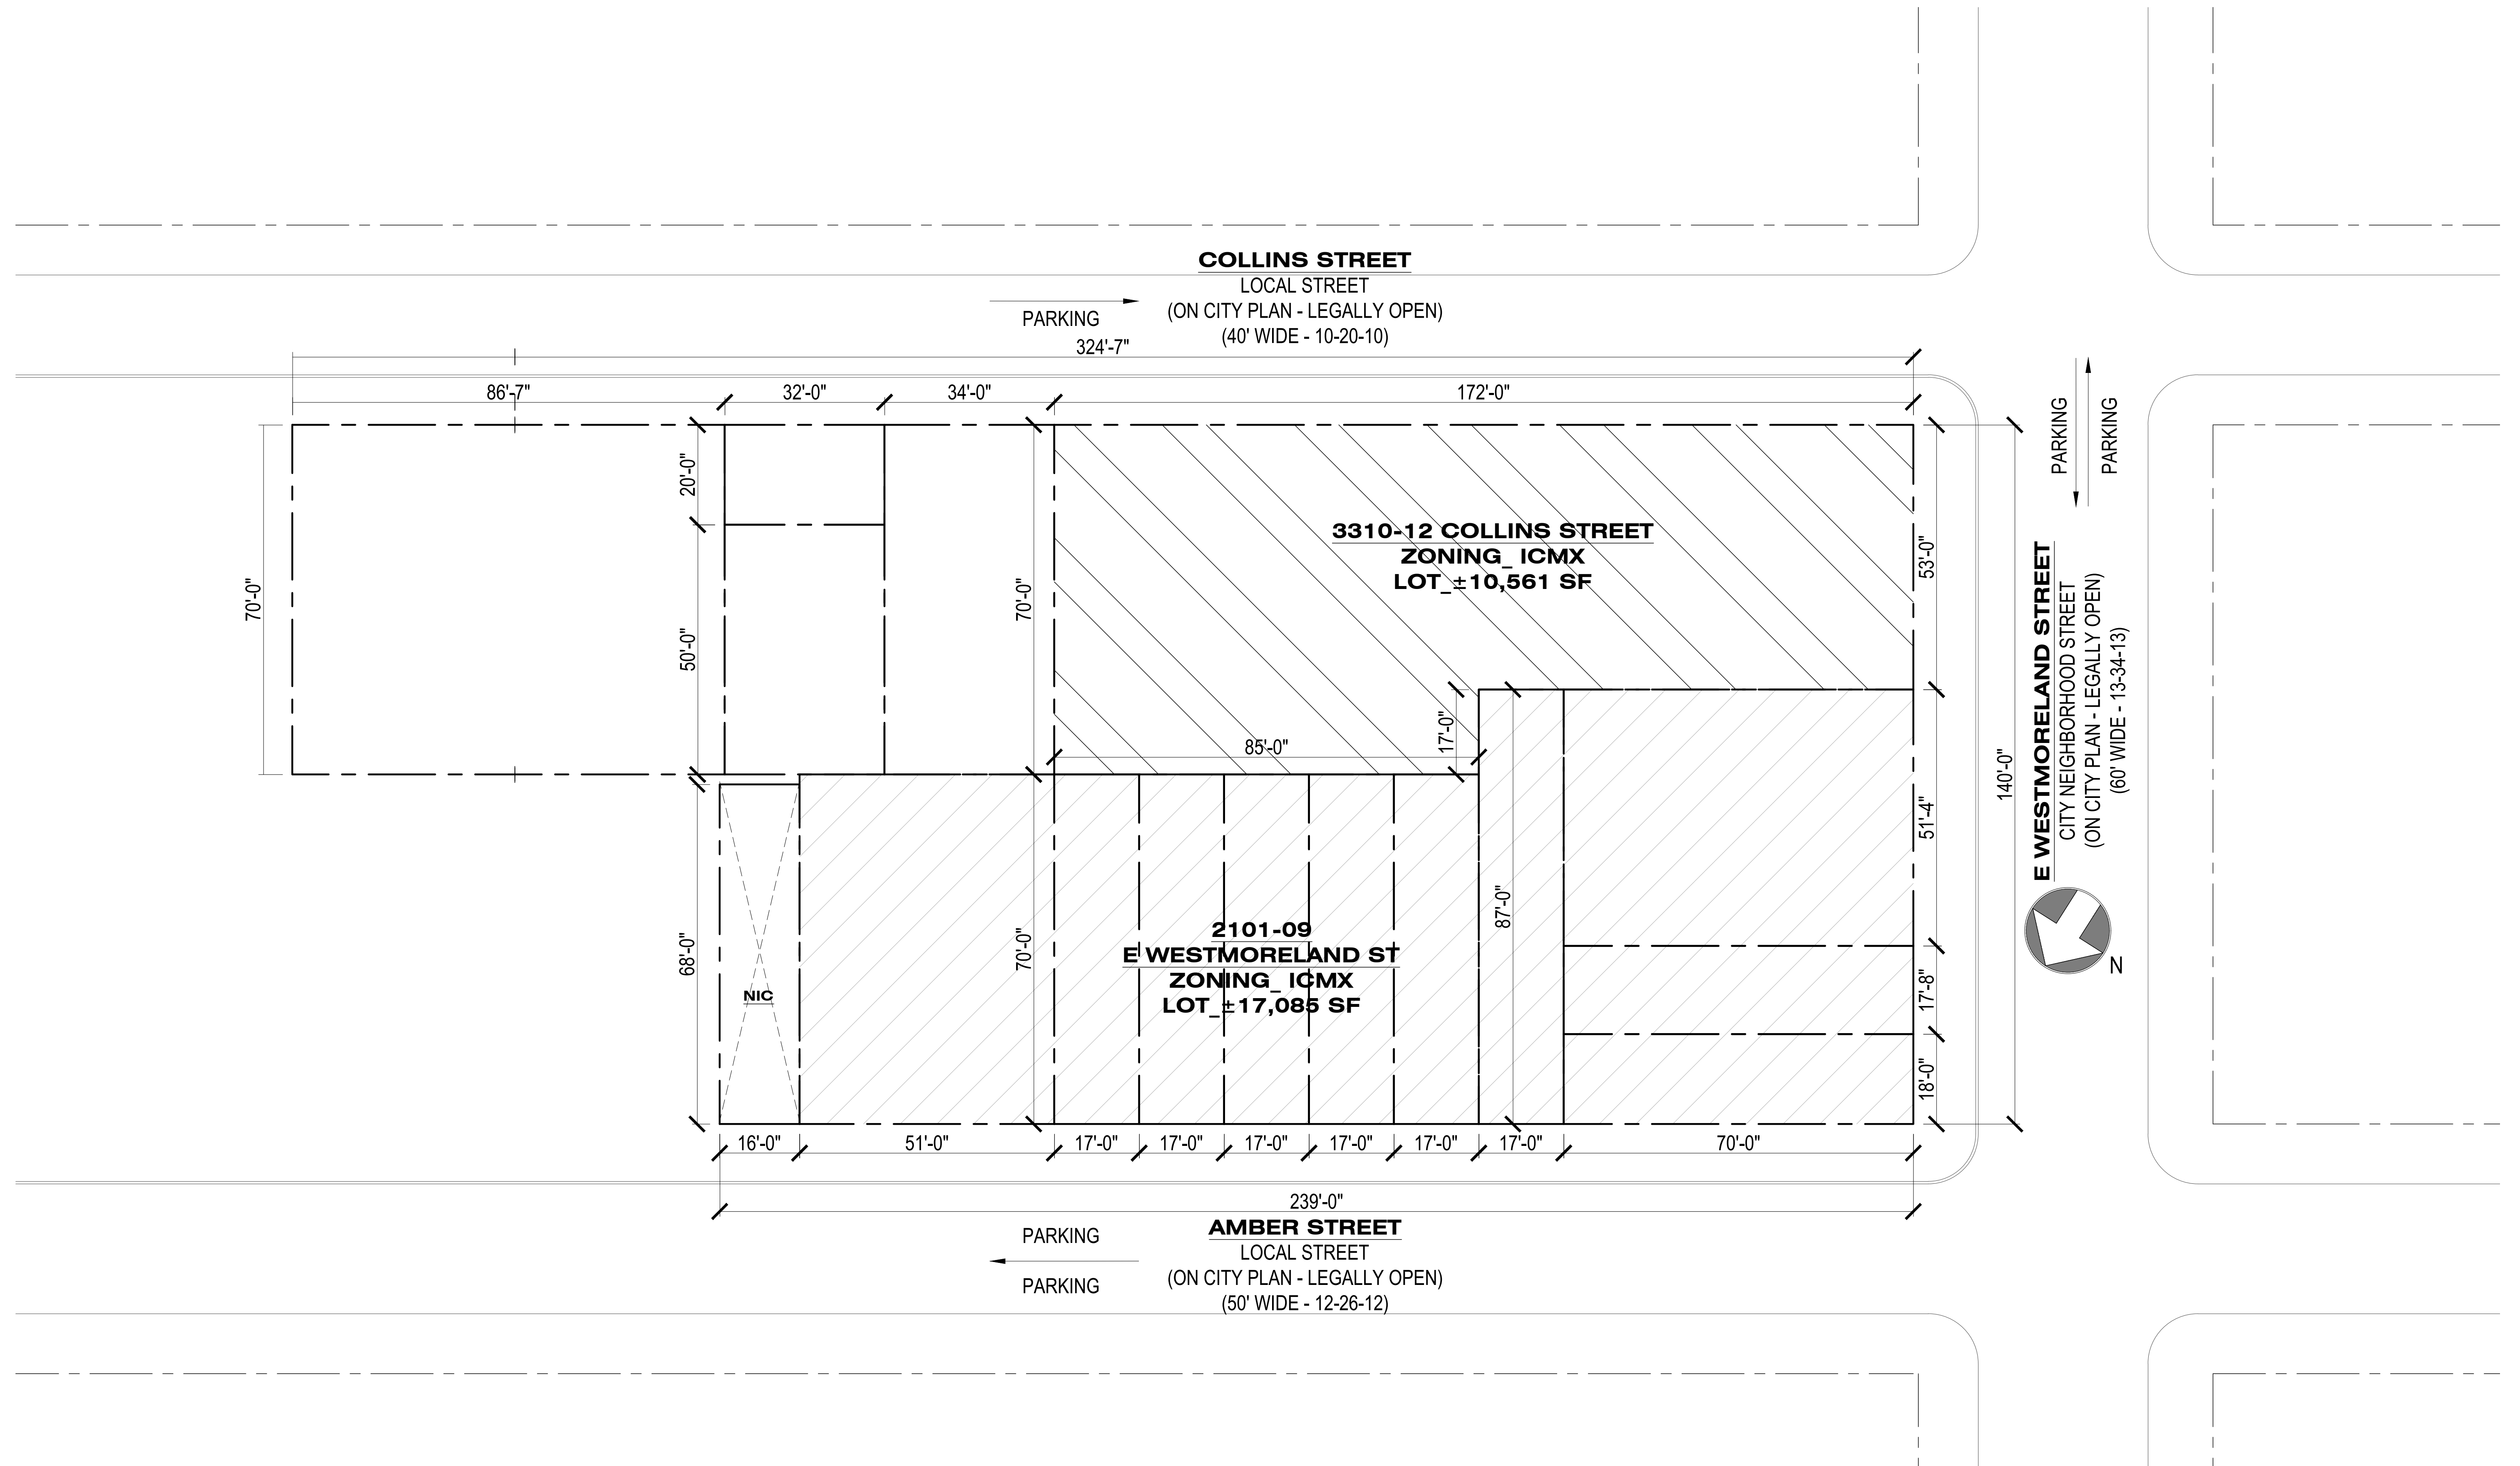 COLLINS STREET
LOCAL STREET
(ON CITY PLAN - LEGALLY OPEN)
(40' WIDE - 10-20-10)
PARKING
324'-7"
86'-7"
32'-0"
34'-0"
172'-0"
20'-0"
50'-0"
70'-0"
70'-0"
3310-12 COLLINS STREET
ZONING_ ICMX
LOT_±10,561 SF
53'-0"
17'-0"
85'-0"
51'-4"
140'-0"
PARKING
PARKING
E WESTMORELAND STREET
CITY NEIGHBORHOOD STREET
(ON CITY PLAN - LEGALLY OPEN)
(60' WIDE - 13-34-13)
N
68'-0"
NIC
70'-0"
87'-0"
2101-09
E WESTMORELAND ST
ZONING_ ICMX
LOT_±17,085 SF
17'-8"
18'-0"
16'-0"
51'-0"
17'-0"
17'-0"
17'-0"
17'-0"
17'-0"
17'-0"
70'-0"
239'-0"
PARKING
PARKING
AMBER STREET
LOCAL STREET
(ON CITY PLAN - LEGALLY OPEN)
(50' WIDE - 12-26-12)